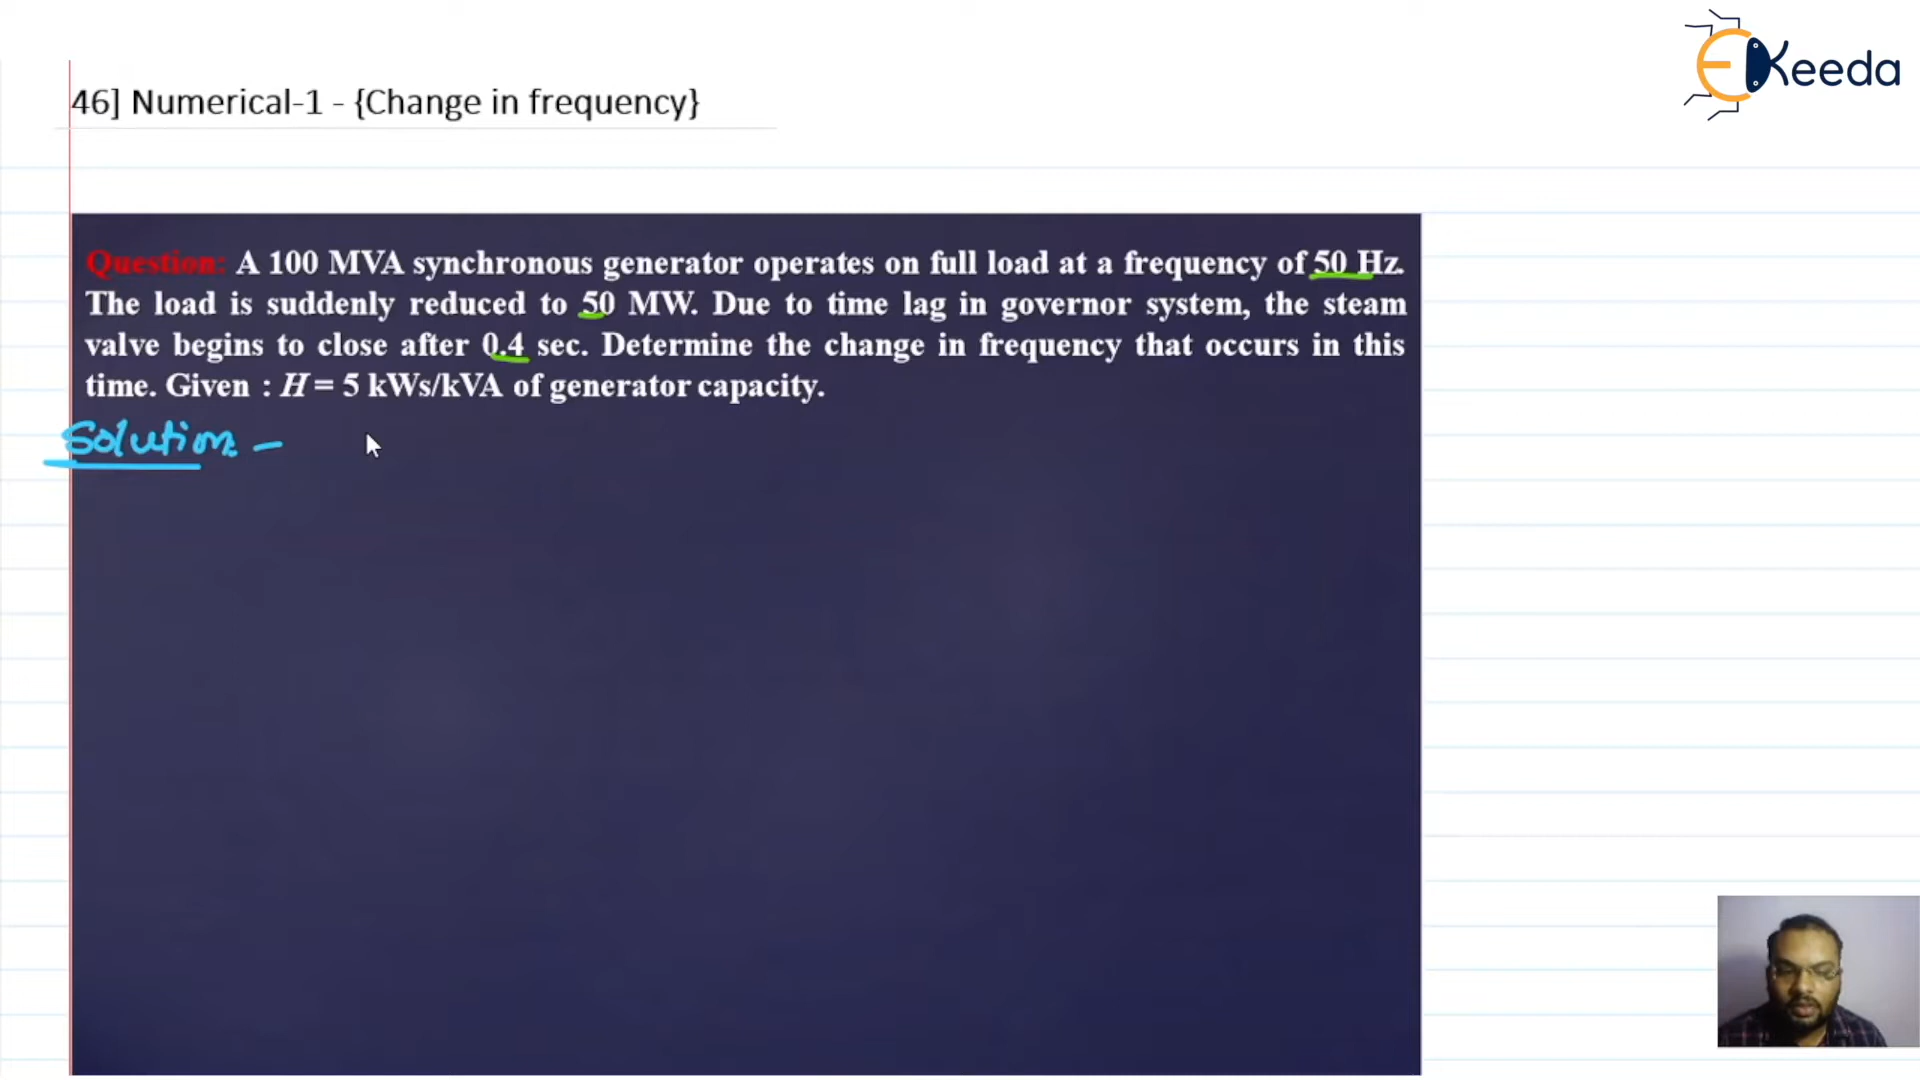 EKeeda
46] Numerical-1 - {Change in frequency}
Question: A 100 MVA synchronous generator operates on full load at a frequency of 50 Hz.
The load is suddenly reduced to 50 MW. Due to time lag in governor system, the steam
valve begins to close after 0.4 sec. Determine the change in frequency that occurs in this
time. Given : H = 5 kWs/kVA of generator capacity.
Solution: -